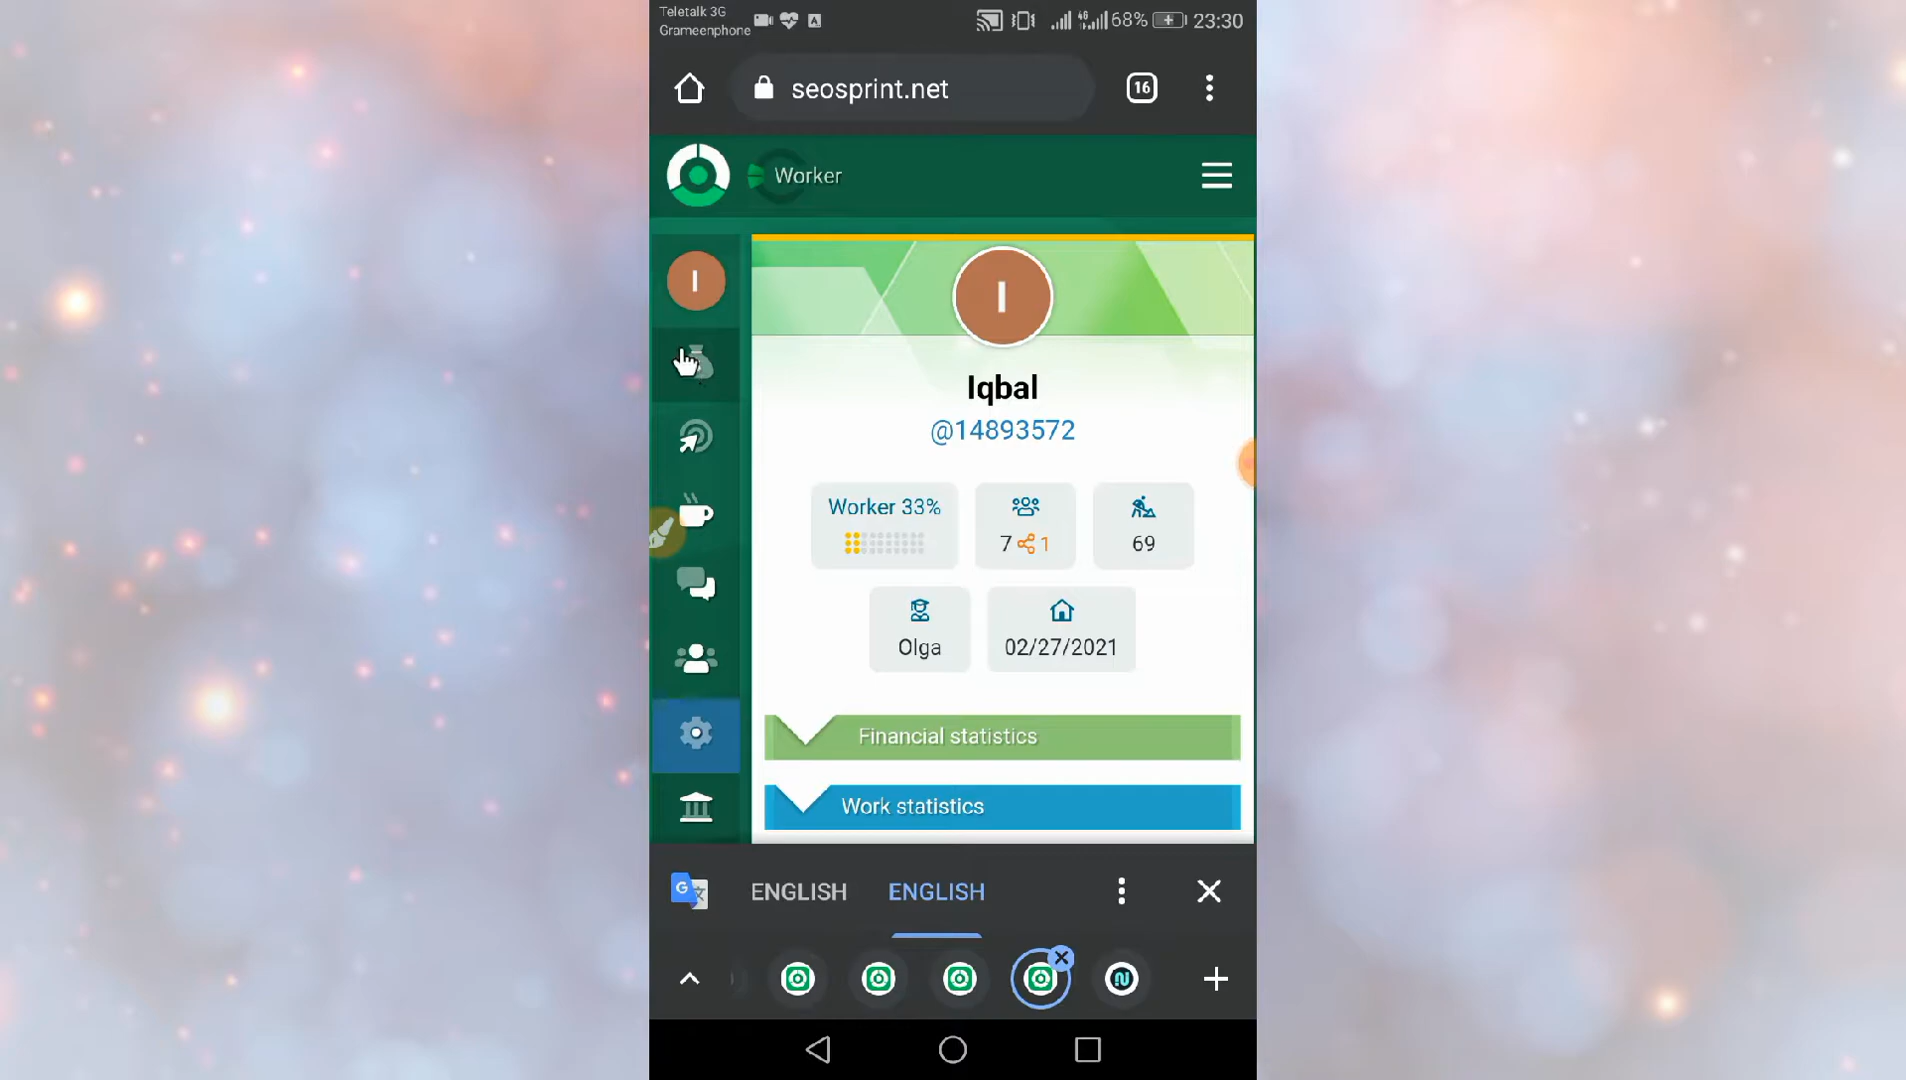 Teletalk 3G
Grameenphone
4G
68%
23:30
seosprint.net
16
Worker
I
I
Iqbal
@14893572
Worker 33%
7 1
69
Olga
02/27/2021
Financial statistics
Work statistics
G
ENGLISH
ENGLISH